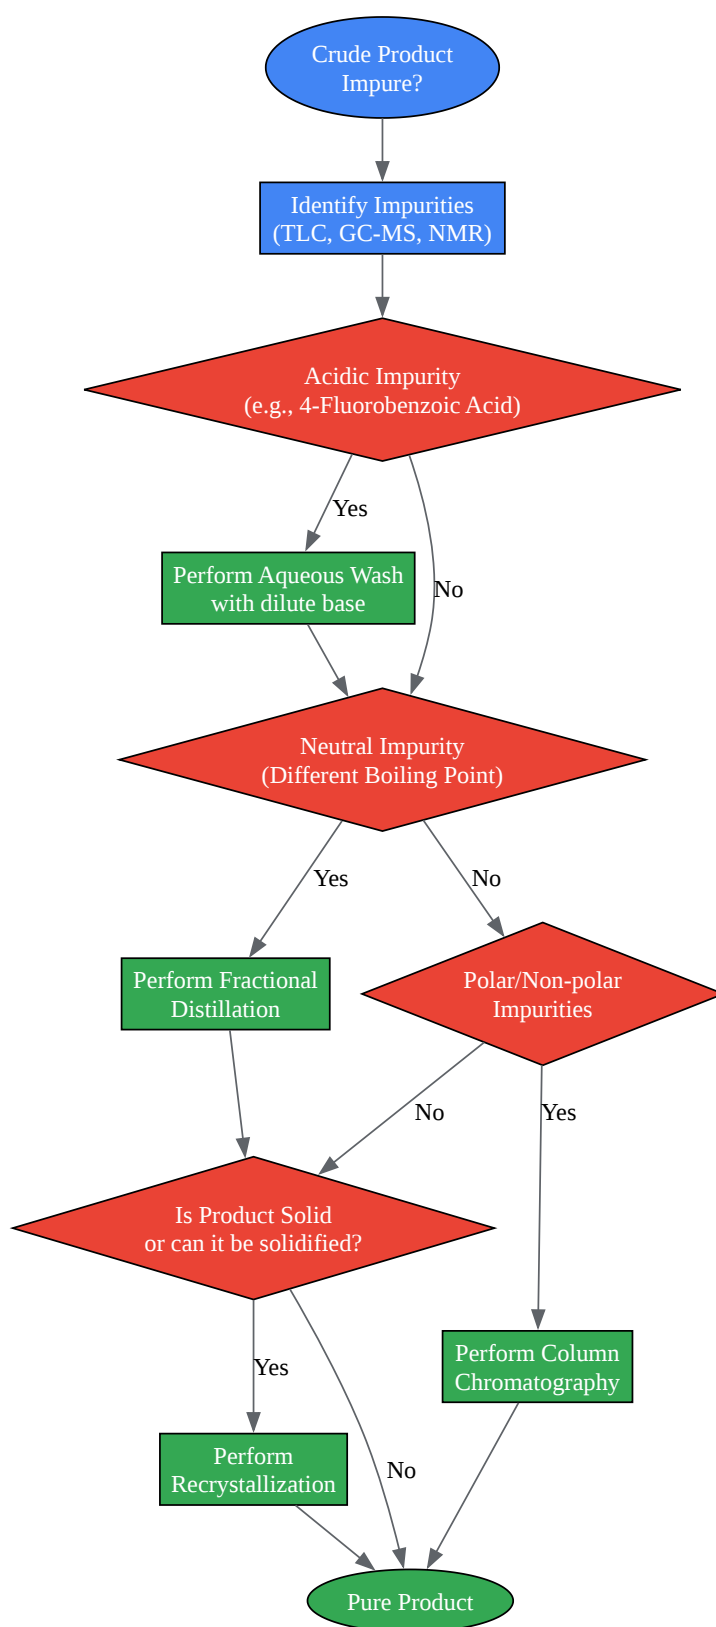 Crude Product
Impure?
Identify Impurities
(TLC, GC-MS, NMR)
Acidic Impurity
(e.g., 4-Fluorobenzoic Acid)
Yes
Perform Aqueous Wash
with dilute base
No
Neutral Impurity
(Different Boiling Point)
Yes
No
Perform Fractional
Distillation
Polar/Non-polar
Impurities
No
Yes
Is Product Solid
or can it be solidified?
Yes
Perform Column
Chromatography
Perform
Recrystallization
No
Pure Product